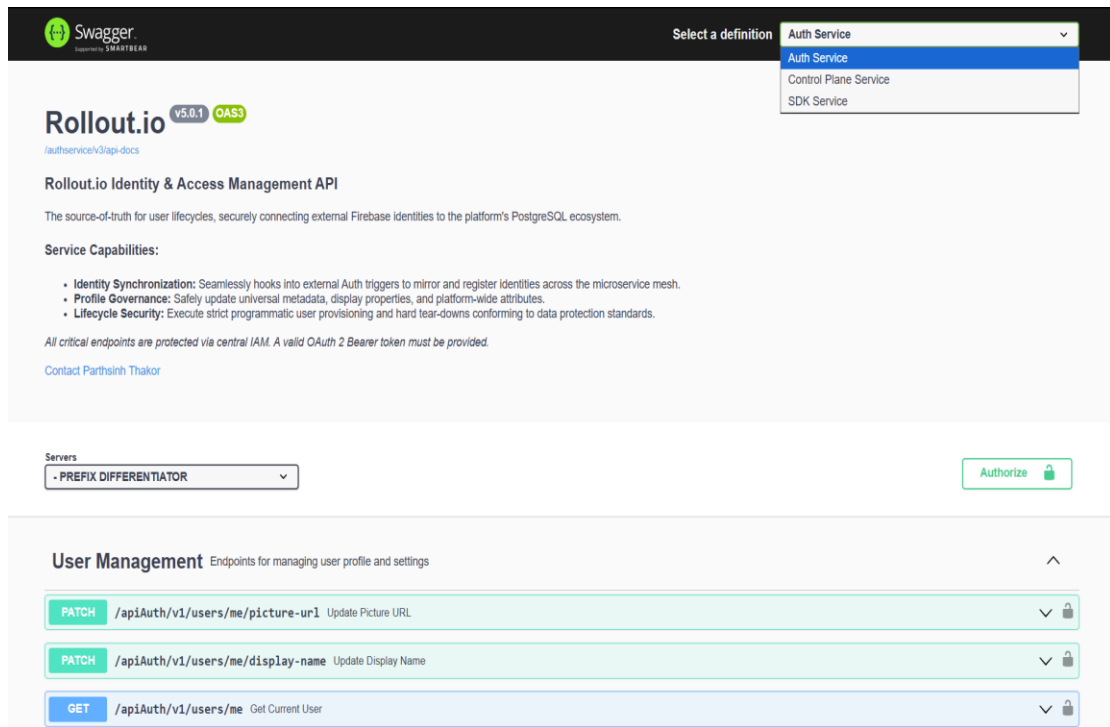 Swagger.
Supported by SMARTBEAR
Select a definition
Auth Service
Auth Service
Control Plane Service
SDK Service
Rollout.io v5.0.1 OAS3
/authservice/v3/api-docs
Rollout.io Identity & Access Management API
The source-of-truth for user lifecycles, securely connecting external Firebase identities to the platform's PostgreSQL ecosystem.
Service Capabilities:
• Identity Synchronization: Seamlessly hooks into external Auth triggers to mirror and register identities across the microservice mesh.
• Profile Governance: Safely update universal metadata, display properties, and platform-wide attributes.
• Lifecycle Security: Execute strict programmatic user provisioning and hard tear-downs conforming to data protection standards.
All critical endpoints are protected via central IAM. A valid OAuth 2 Bearer token must be provided.
Contact Parthsinh Thakor
Servers
- PREFIX DIFFERENTIATOR
Authorize
User Management Endpoints for managing user profile and settings
PATCH /apiAuth/v1/users/me/picture-url Update Picture URL
PATCH /apiAuth/v1/users/me/display-name Update Display Name
GET /apiAuth/v1/users/me Get Current User